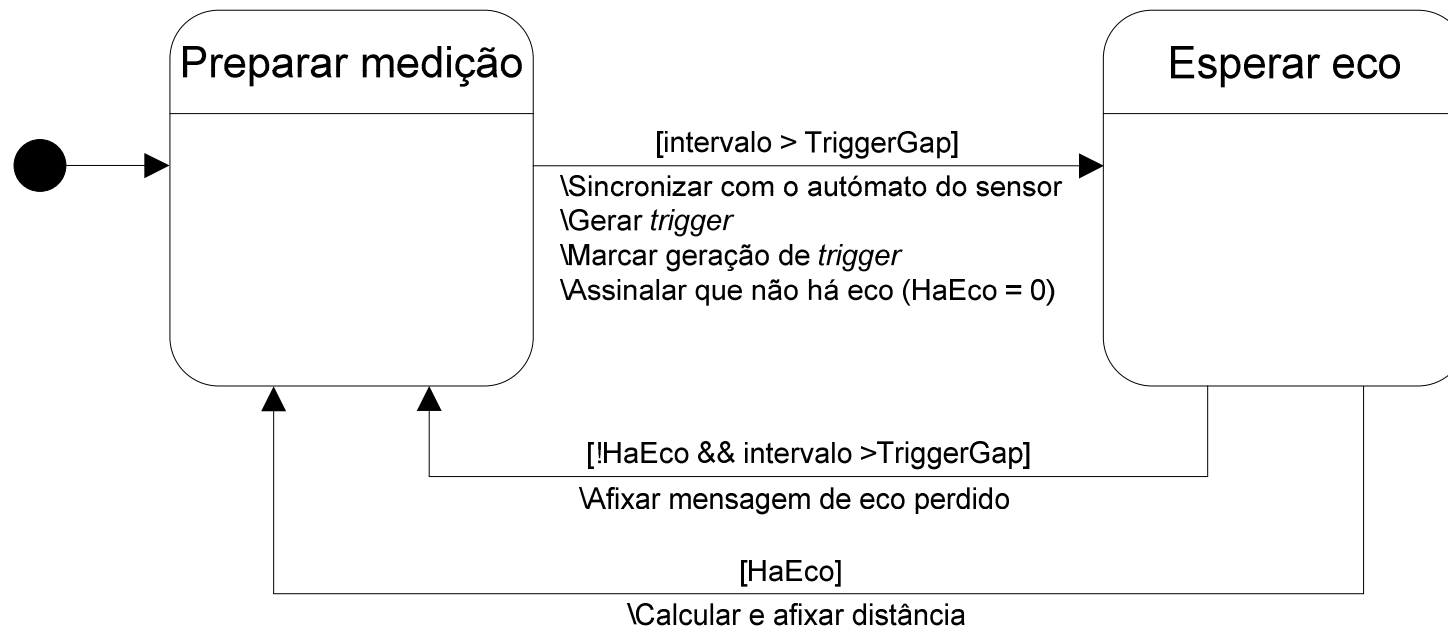 Preparar medição
Esperar eco
[intervalo > TriggerGap]
\Sincronizar com o autómato do sensor
\Gerar trigger
\Marcar geração de trigger
\Assinalar que não há eco (HaEco = 0)
[!HaEco && intervalo >TriggerGap]
\Afixar mensagem de eco perdido
[HaEco]
\Calcular e afixar distância